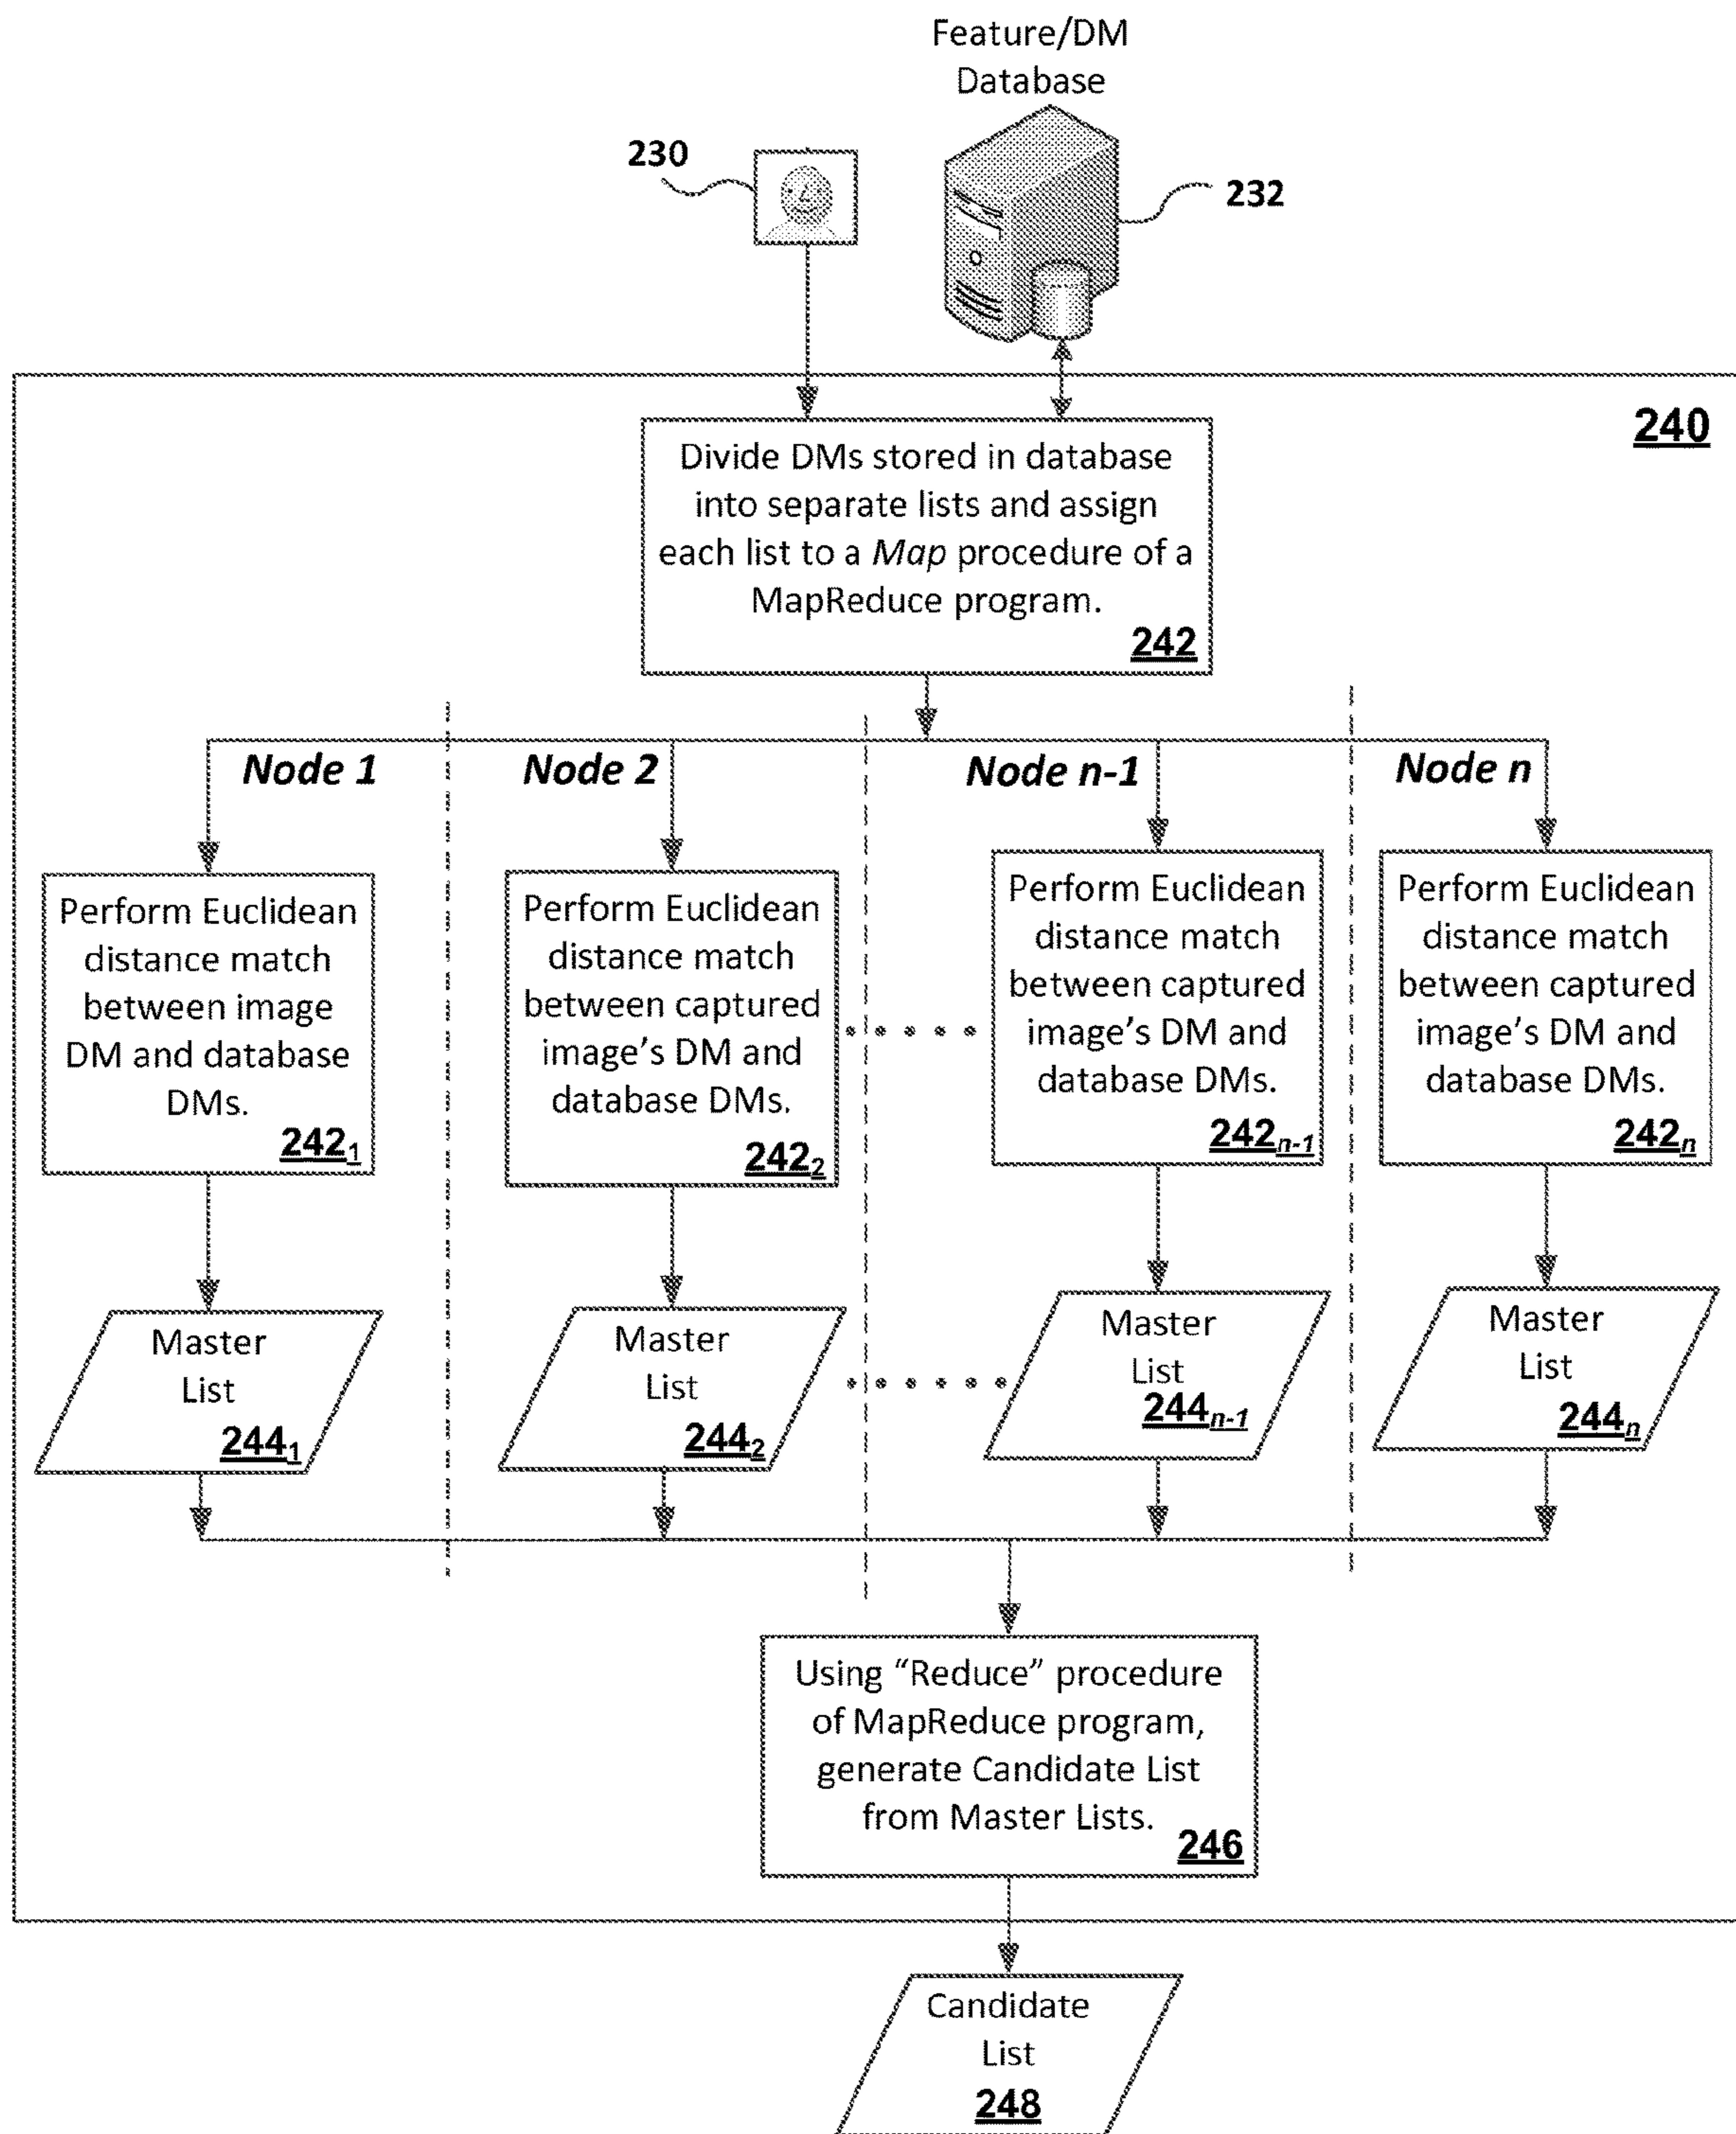 Feature/DM
Database
230
232
240
Divide DMs stored in database
into separate lists and assign
each list to a Map procedure of a
MapReduce program.
242
Node 1
Node 2
Node n-1
Node n
Perform Euclidean
distance match
between image
DM and database
DMs.
242₁
Perform Euclidean
distance match
between captured
image’s DM and
database DMs.
242₂
Perform Euclidean
distance match
between captured
image’s DM and
database DMs.
242n-1
Perform Euclidean
distance match
between captured
image’s DM and
database DMs.
242n
Master
List
244₁
Master
List
244₂
Master
List
244n-1
Master
List
244n
Using “Reduce” procedure
of MapReduce program,
generate Candidate List
from Master Lists.
246
Candidate
List
248